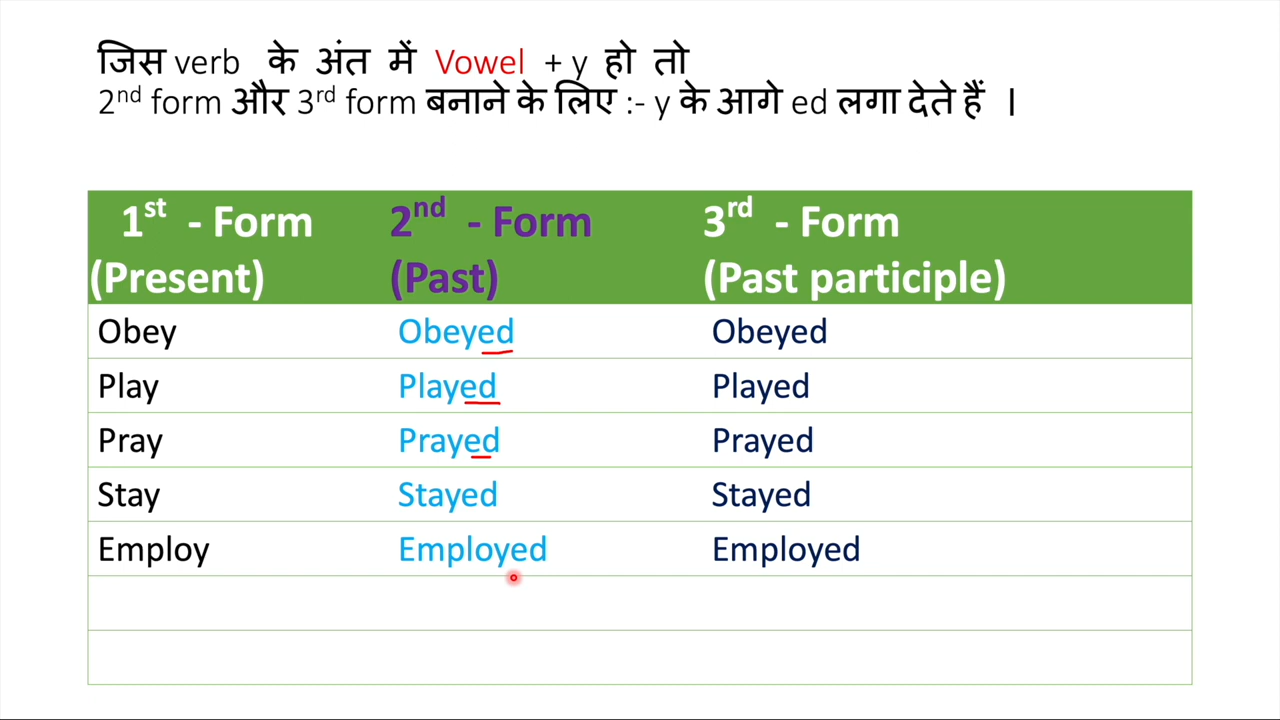 जिस verb के अंत में Vowel + y हो तो
2nd form और 3rd form बनाने के लिए :- y के आगे ed लगा देते हैं ।
1st - Form (Present) 2nd - Form (Past) 3rd - Form (Past participle)
Obey Obeyed Obeyed
Play Played Played
Pray Prayed Prayed
Stay Stayed Stayed
Employ Employed Employed